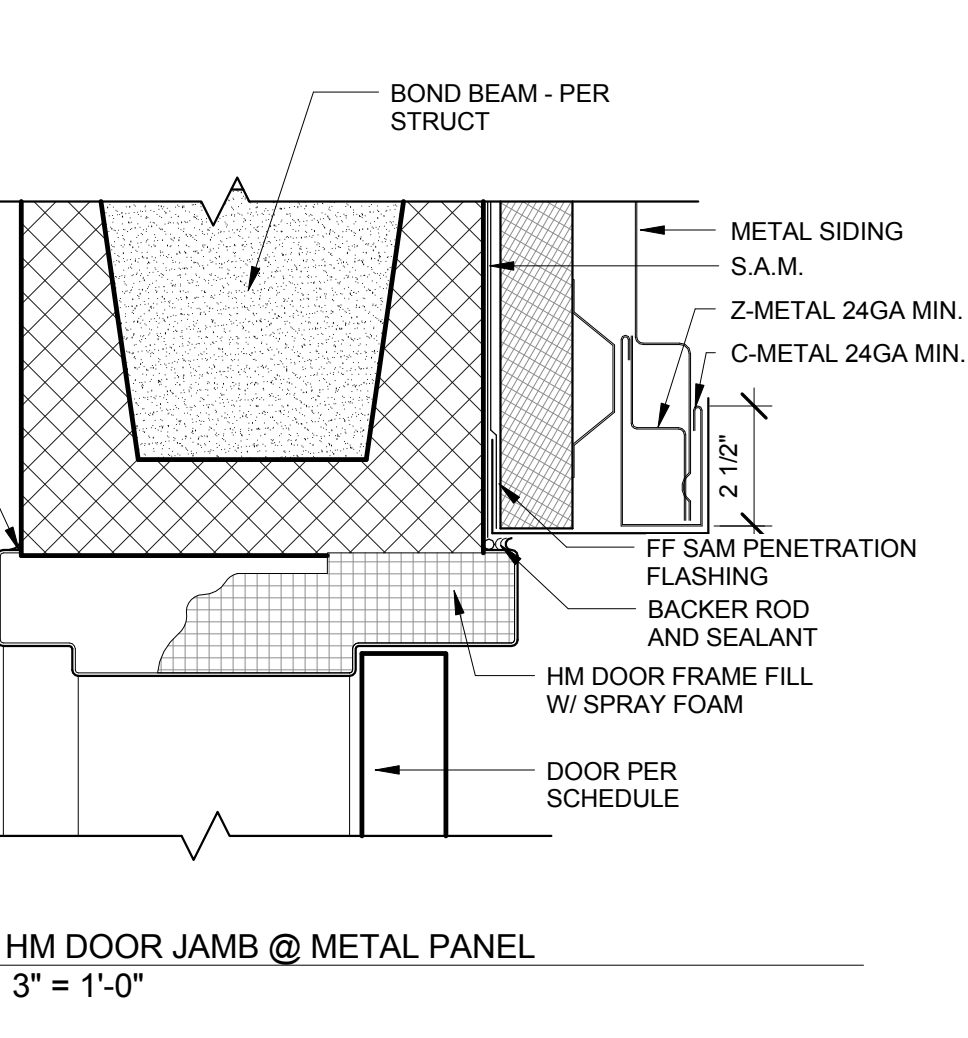 BOND BEAM - PER
STRUCT
METAL SIDING
S.A.M.
Z-METAL 24GA MIN.
C-METAL 24GA MIN.
2 1/2"
FF SAM PENETRATION
FLASHING
BACKER ROD
AND SEALANT
HM DOOR FRAME FILL
W/ SPRAY FOAM
DOOR PER
SCHEDULE
HM DOOR JAMB @ METAL PANEL
3" = 1'-0"